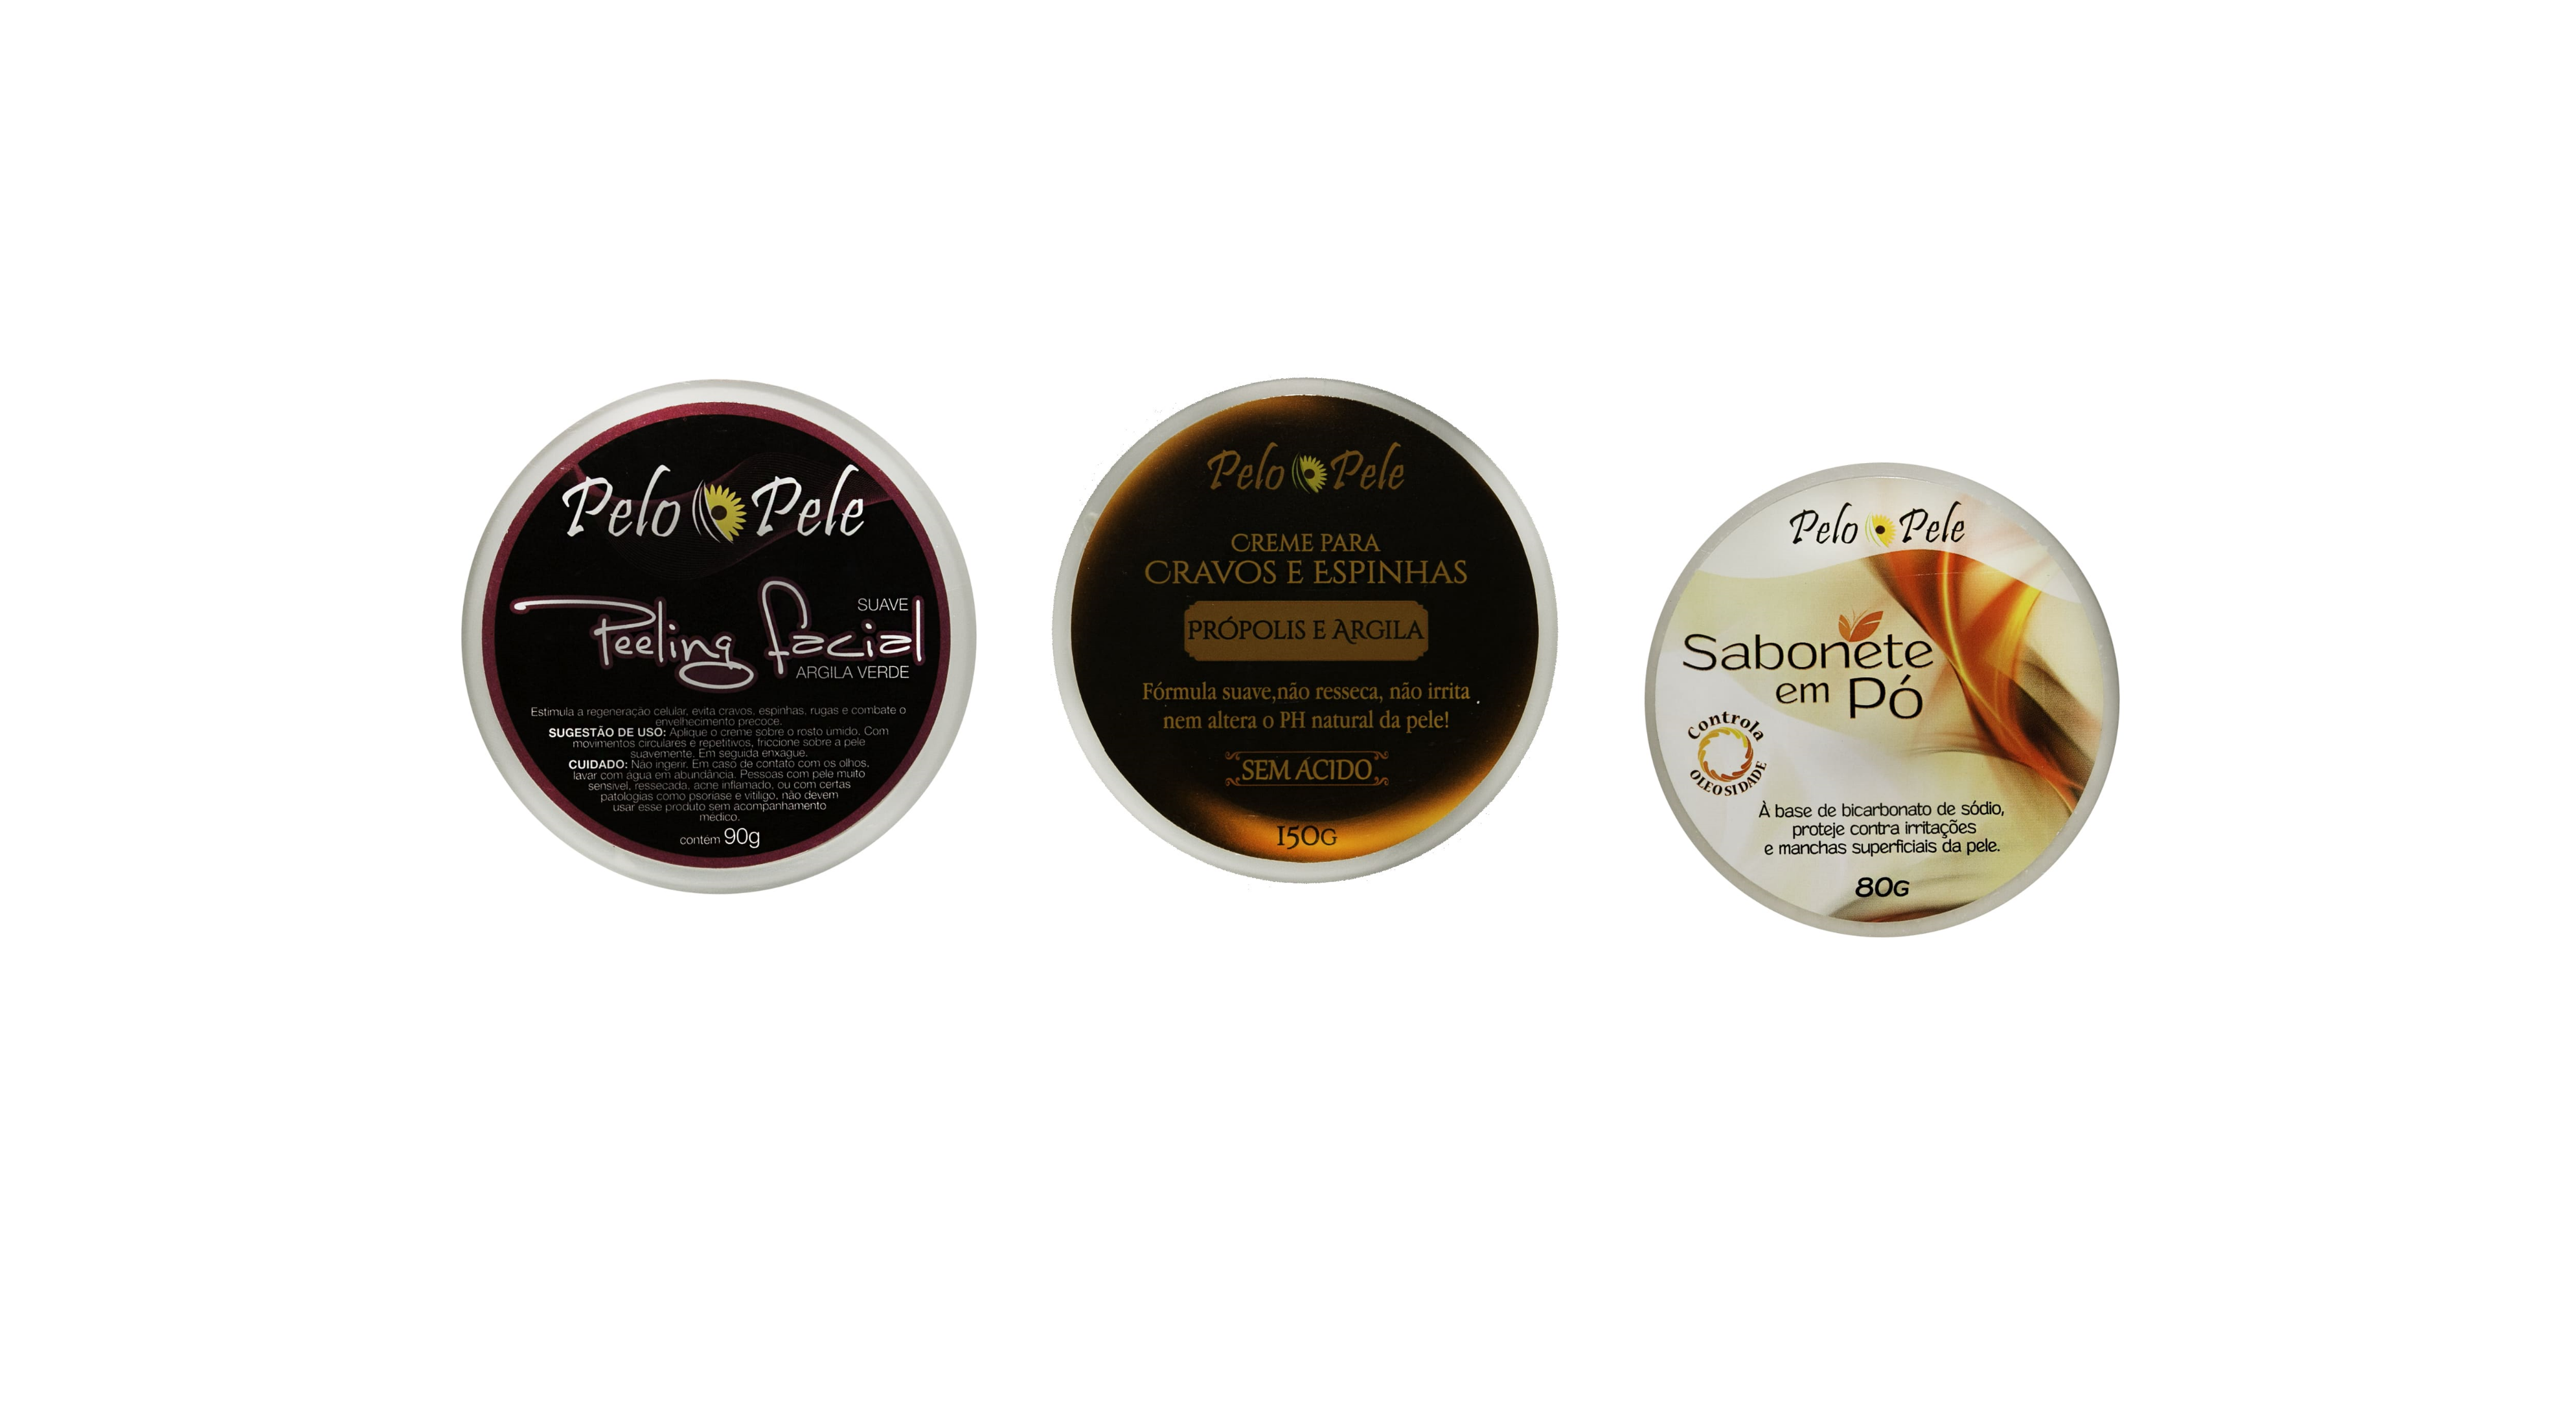 Pelo Pele
SUAVE
Peeling facial
ARGILA VERDE
Estimula a regeneração celular, evita cravos, espinhas, rugas e combate o
envelhecimento precoce.
SUGESTÃO DE USO: Aplique o creme sobre o rosto úmido. Com
movimentos circulares e repetitivos, friccione sobre a pele
suavemente. Em seguida enxague.
CUIDADO: Não ingerir. Em caso de contato com os olhos,
lavar com água em abundância. Pessoas com pele muito
sensível, ressecada, acne inflamado, ou com certas
patologias como psoríase e vitiligo, não devem
usar esse produto sem acompanhamento
médico.
contém 90g
Pelo Pele
CREME PARA
CRAVOS E ESPINHAS
PRÓPOLIS E ARGILA
Fórmula suave,não resseca, não irrita
nem altera o PH natural da pele!
SEM ÁCIDO
150G
Pelo Pele
Sabonete
em Pó
Controla
OLEOSIDADE
À base de bicarbonato de sódio,
proteje contra irritações
e manchas superficiais da pele.
80G